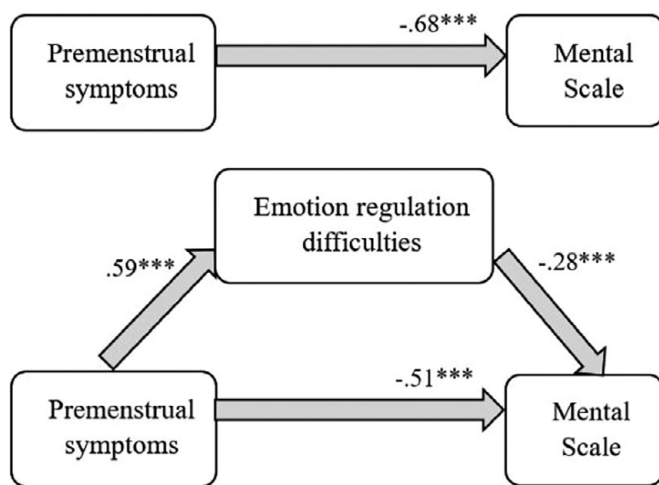 -.68***
Premenstrual
symptoms
Mental
Scale
Emotion regulation
difficulties
.59***
-.28***
-.51***
Premenstrual
symptoms
Mental
Scale